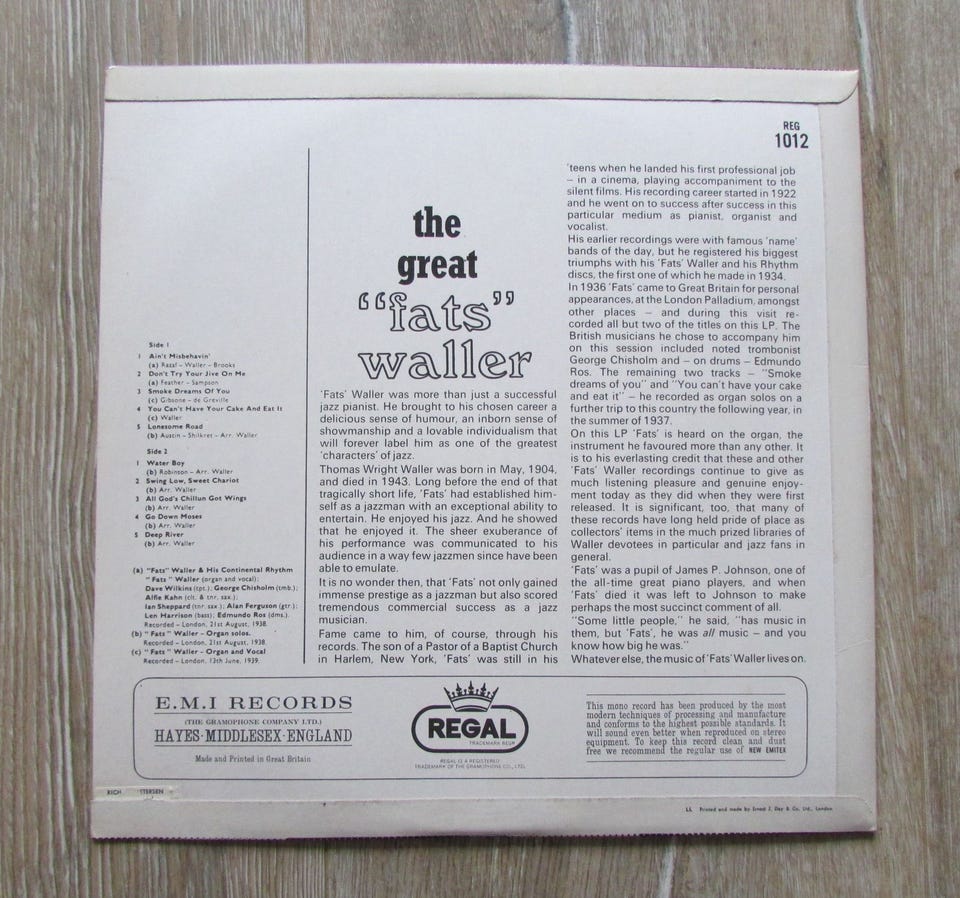 REG
1012
the
great
“fats”
waller
Side 1
1 Ain't Misbehavin'
(a) Razaf – Waller – Brooks
2 Don't Try Your Jive On Me
(a) Feather – Sampson
3 Smoke Dreams Of You
(c) Gibsone – de Greville
4 You Can't Have Your Cake And Eat It
(c) Waller
5 Lonesome Road
(b) Austin – Shilkret – Arr. Waller
Side 2
1 Water Boy
(b) Robinson – Arr. Waller
2 Swing Low, Sweet Chariot
(b) Arr. Waller
3 All God's Chillun Got Wings
(b) Arr. Waller
4 Go Down Moses
(b) Arr. Waller
5 Deep River
(b) Arr. Waller
(a) "Fats" Waller & His Continental Rhythm
"Fats" Waller (organ and vocal);
Dave Wilkins (tpt.); George Chisholm (tmb.);
Alfie Kahn (clt. & tnr. sax.);
Ian Sheppard (tnr. sax.); Alan Ferguson (gtr.);
Len Harrison (bass); Edmundo Ros (dms.).
Recorded – London, 21st August, 1938.
(b) "Fats" Waller – Organ solos.
Recorded – London, 21st August, 1938.
(c) "Fats" Waller – Organ and Vocal
Recorded – London, 13th June, 1939.
'Fats' Waller was more than just a successful
jazz pianist. He brought to his chosen career a
delicious sense of humour, an inborn sense of
showmanship and a lovable individualism that
will forever label him as one of the greatest
'characters' of jazz.
Thomas Wright Waller was born in May, 1904,
and died in 1943. Long before the end of that
tragically short life, 'Fats' had established him-
self as a jazzman with an exceptional ability to
entertain. He enjoyed his jazz. And he showed
that he enjoyed it. The sheer exuberance of
his performance was communicated to his
audience in a way few jazzmen since have been
able to emulate.
It is no wonder then, that 'Fats' not only gained
immense prestige as a jazzman but also scored
tremendous commercial success as a jazz
musician.
Fame came to him, of course, through his
records. The son of a Pastor of a Baptist Church
in Harlem, New York, 'Fats' was still in his
'teens when he landed his first professional job
– in a cinema, playing accompaniment to the
silent films. His recording career started in 1922
and he went on to success after success in this
particular medium as pianist, organist and
vocalist.
His earlier recordings were with famous 'name'
bands of the day, but he registered his biggest
triumphs with his 'Fats' Waller and his Rhythm
discs, the first one of which he made in 1934.
In 1936 'Fats' came to Great Britain for personal
appearances, at the London Palladium, amongst
other places – and during this visit re-
corded all but two of the titles on this LP. The
British musicians he chose to accompany him
on this session included noted trombonist
George Chisholm and – on drums – Edmundo
Ros. The remaining two tracks – "Smoke
dreams of you" and "You can't have your cake
and eat it" – he recorded as organ solos on a
further trip to this country the following year, in
the summer of 1937.
On this LP 'Fats' is heard on the organ, the
instrument he favoured more than any other. It
is to his everlasting credit that these and other
'Fats' Waller recordings continue to give as
much listening pleasure and genuine enjoy-
ment today as they did when they were first
released. It is significant, too, that many of
these records have long held pride of place as
collectors' items in the much prized libraries of
Waller devotees in particular and jazz fans in
general.
'Fats' was a pupil of James P. Johnson, one of
the all-time great piano players, and when
'Fats' died it was left to Johnson to make
perhaps the most succinct comment of all.
"Some little people," he said, "has music in
them, but 'Fats', he was all music – and you
know how big he was."
Whatever else, the music of 'Fats' Waller lives on.
E.M.I RECORDS
(THE GRAMOPHONE COMPANY LTD.)
HAYES·MIDDLESEX·ENGLAND
Made and Printed in Great Britain
REGAL
TRADEMARK REGD
REGAL IS A REGISTERED
TRADEMARK OF THE GRAMOPHONE CO., LTD.
This mono record has been produced by the most
modern techniques of processing and manufacture
and conforms to the highest possible standards. It
will sound even better when reproduced on stereo
equipment. To keep this record clean and dust
free we recommend the regular use of NEW EMITEX
LL Printed and made by Ernest J. Day & Co. Ltd., London